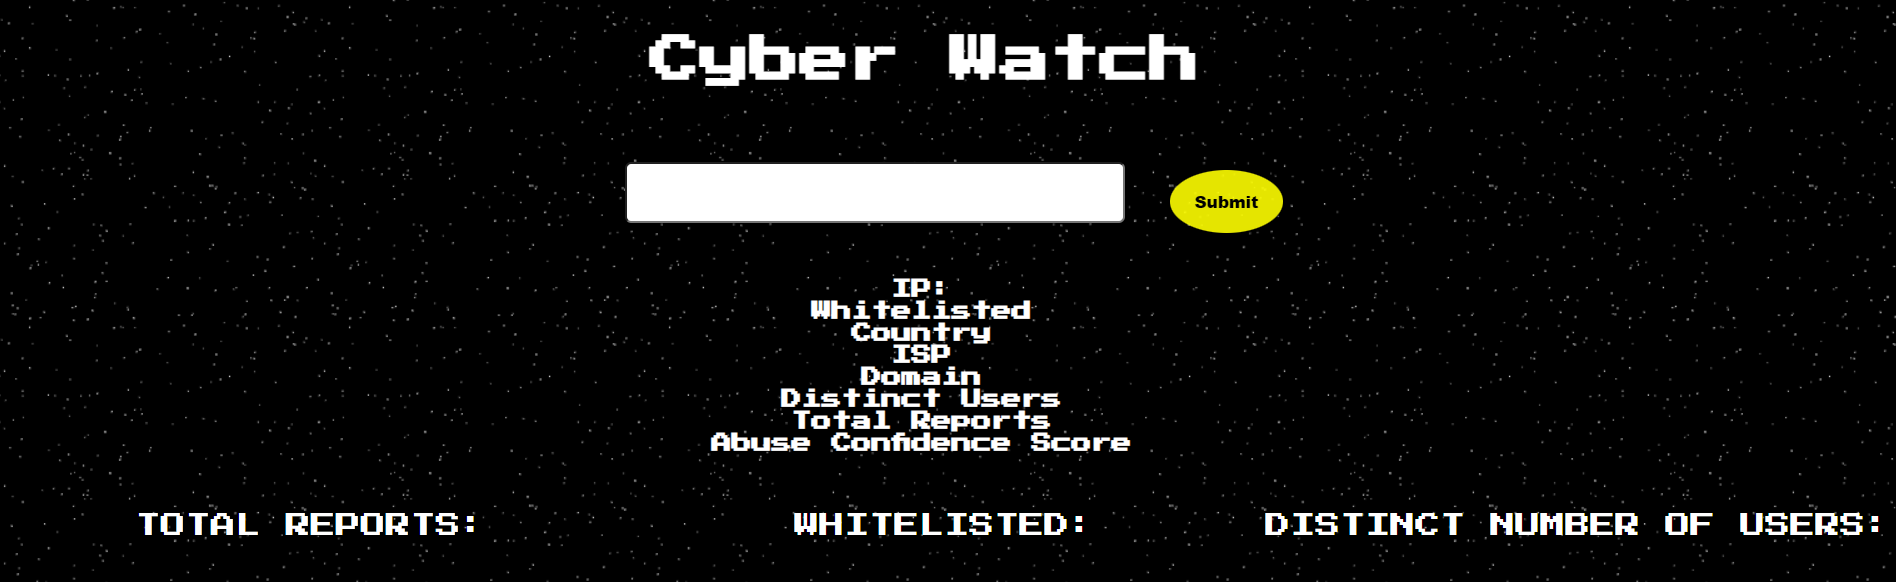 Cyber Watch
Submit
IP:
Whitelisted
Country
ISP
Domain
Distinct Users
Total Reports
Abuse Confidence Score
TOTAL REPORTS: WHITELISTED: DISTINCT NUMBER OF USERS: